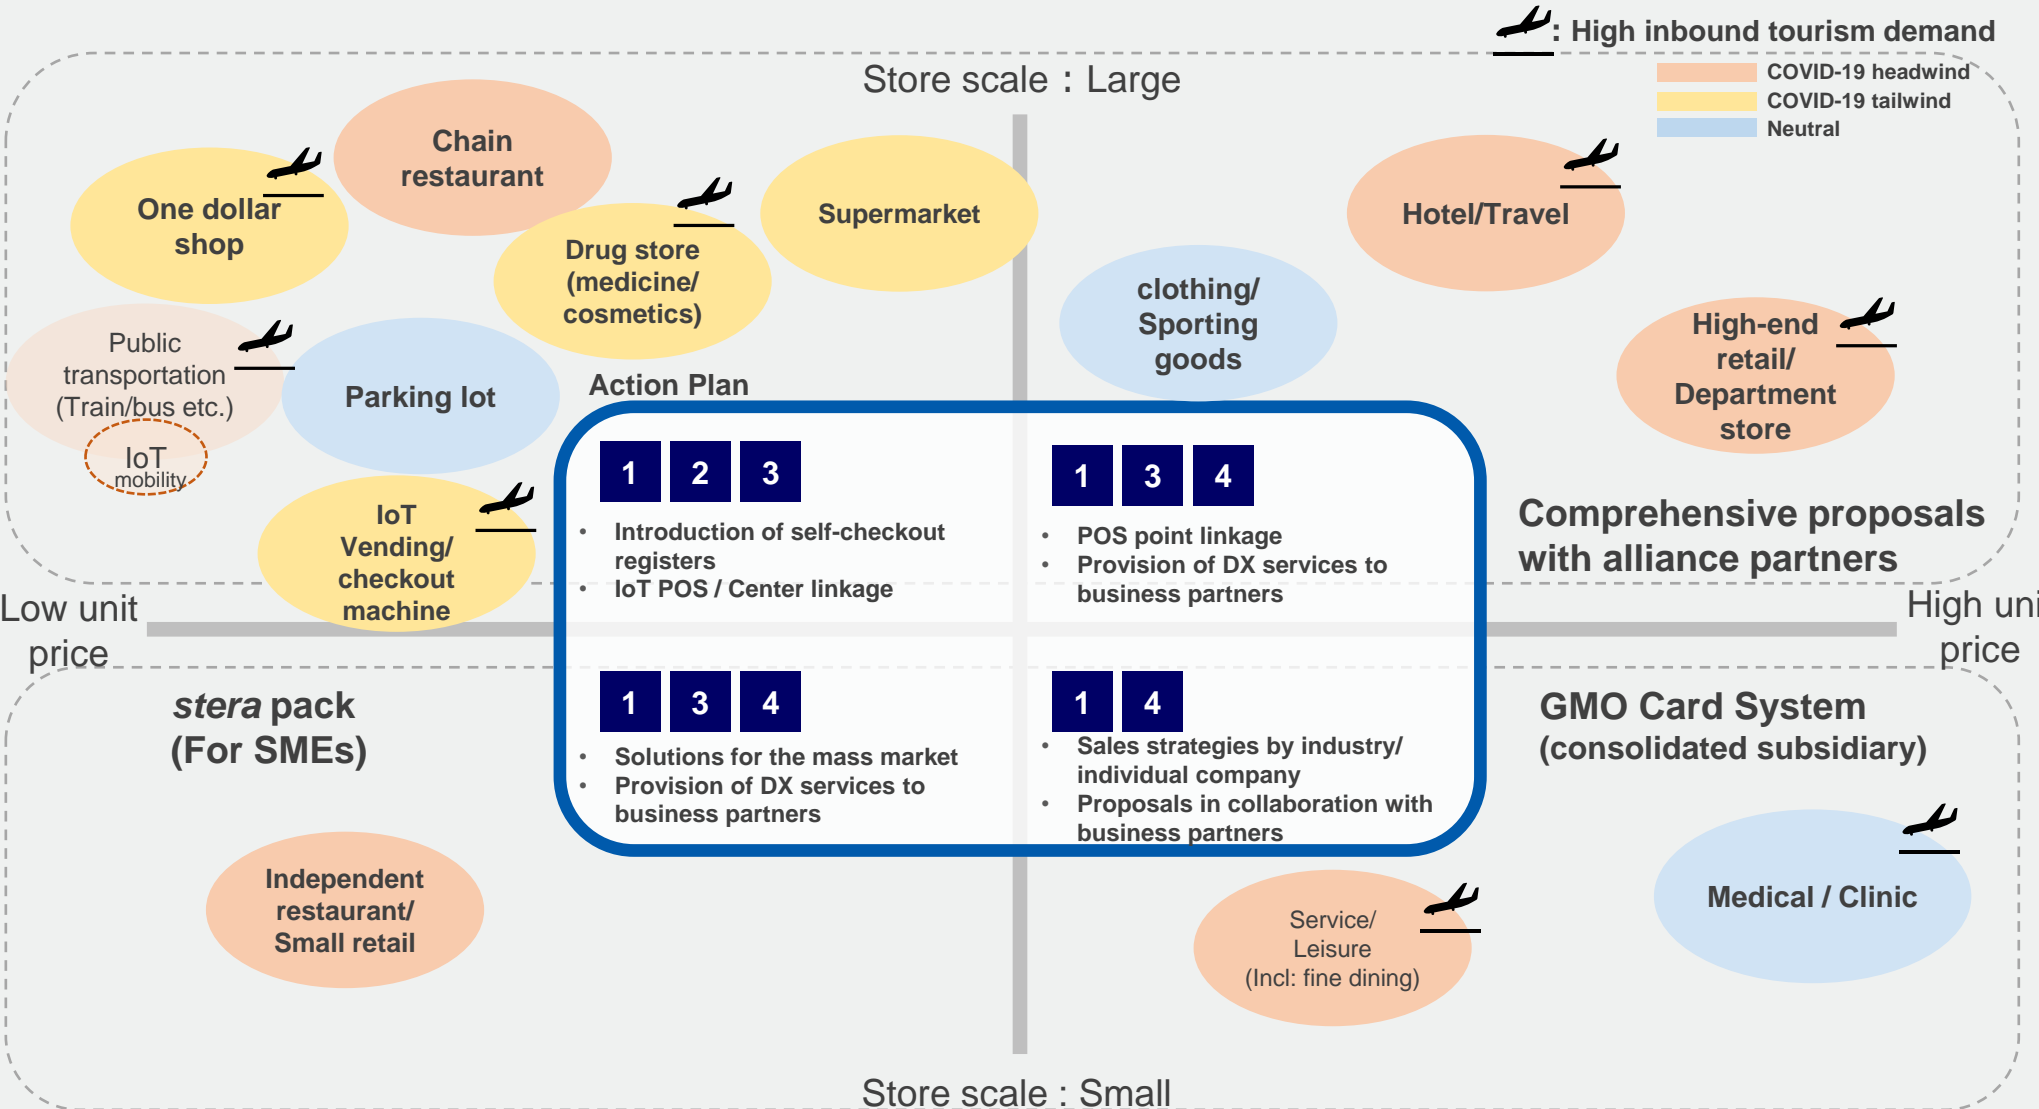 : High inbound tourism demand
COVID-19 headwind
COVID-19 tailwind
Neutral
Store scale : Large
Chain
restaurant
One dollar
shop
Drug store
(medicine/
cosmetics)
Supermarket
Hotel/Travel
clothing/
Sporting
goods
High-end
retail/
Department
store
Public
transportation
(Train/bus etc.)
IoT
mobility
Parking lot
IoT
Vending/
checkout
machine
Action Plan
1 2 3
• Introduction of self-checkout
registers
• IoT POS / Center linkage
1 3 4
• POS point linkage
• Provision of DX services to
business partners
Comprehensive proposals
with alliance partners
Low unit
price
High uni
price
stera pack
(For SMEs)
1 3 4
• Solutions for the mass market
• Provision of DX services to
business partners
1 4
• Sales strategies by industry/
individual company
• Proposals in collaboration with
business partners
GMO Card System
(consolidated subsidiary)
Independent
restaurant/
Small retail
Service/
Leisure
(Incl: fine dining)
Medical / Clinic
Store scale : Small